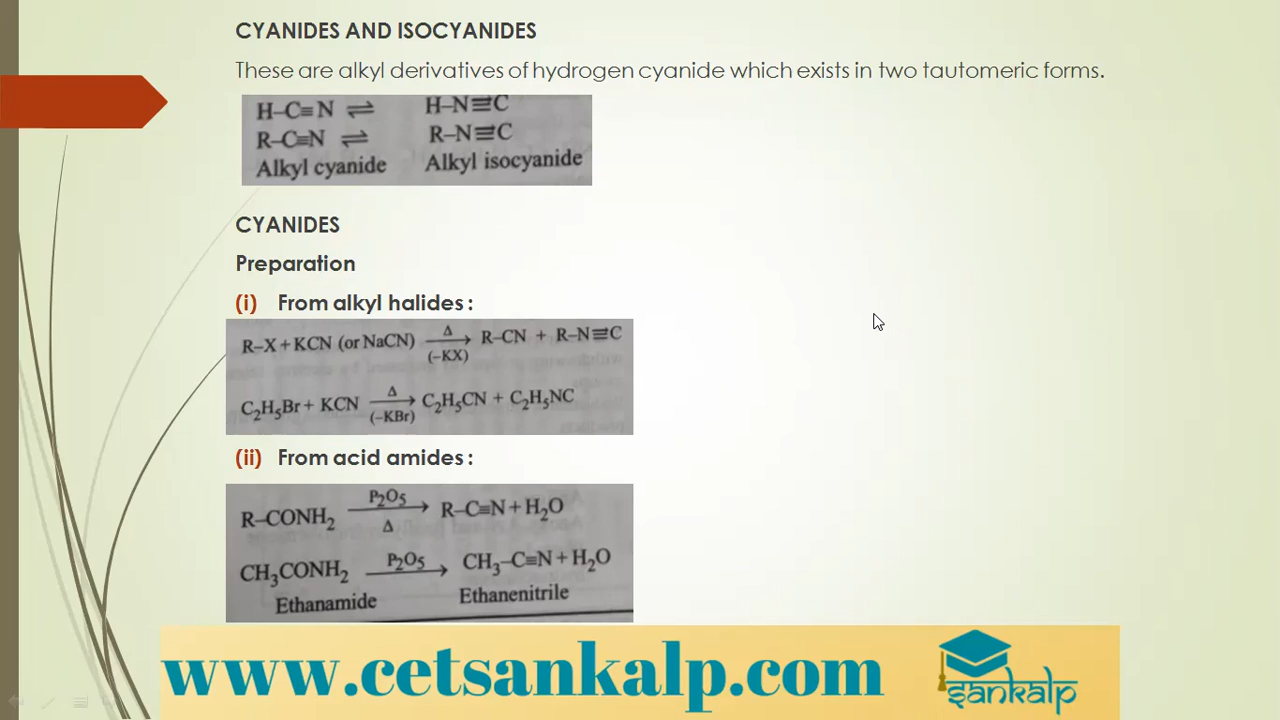 CYANIDES AND ISOCYANIDES
These are alkyl derivatives of hydrogen cyanide which exists in two tautomeric forms.
H–C≡N ⇌ H–N≡C
R–C≡N ⇌ R–N≡C
Alkyl cyanide Alkyl isocyanide
CYANIDES
Preparation
(i) From alkyl halides :
R–X + KCN (or NaCN) —Δ→ (–KX) R–CN + R–N≡C
C₂H₅Br + KCN —Δ→ (–KBr) C₂H₅CN + C₂H₅NC
(ii) From acid amides :
R–CONH₂ —P₂O₅→ Δ R–C≡N + H₂O
CH₃CONH₂ —P₂O₅→ CH₃–C≡N + H₂O
Ethanamide Ethanenitrile
www.cetsankalp.com
sankalp